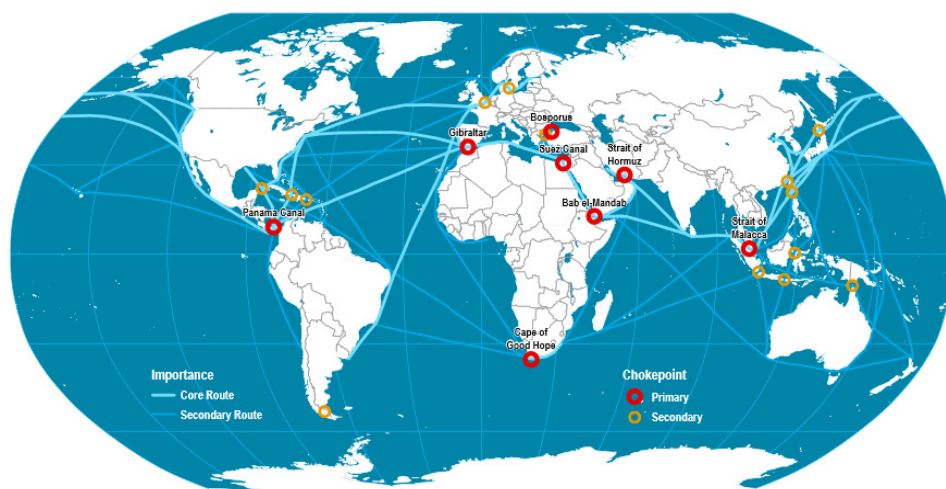 Bosporus
Gibraltar
Suez Canal
Strait of
Hormuz
Bab el-Mandab
Panama Canal
Strait of
Malacca
Cape of
Good Hope
Importance
Core Route
Secondary Route
Chokepoint
Primary
Secondary